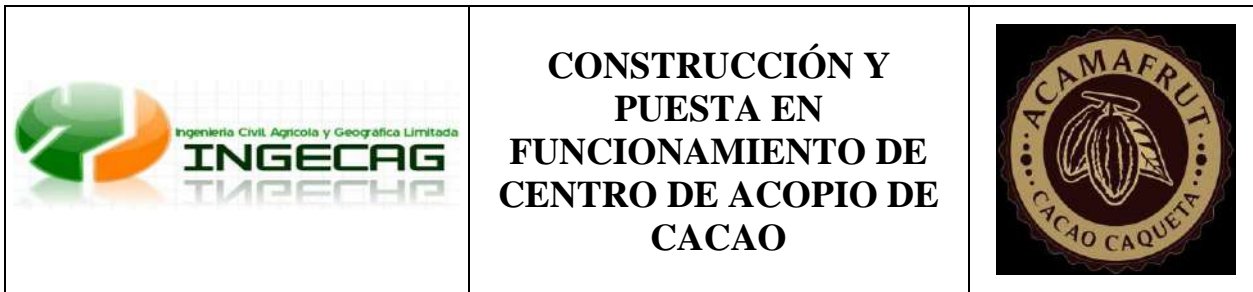 Ingeniería Civil, Agrícola y Geográfica Limitada
INGECAG
CONSTRUCCIÓN Y
PUESTA EN
FUNCIONAMIENTO DE
CENTRO DE ACOPIO DE
CACAO
ACAMAFRUT
CACAO CAQUETA